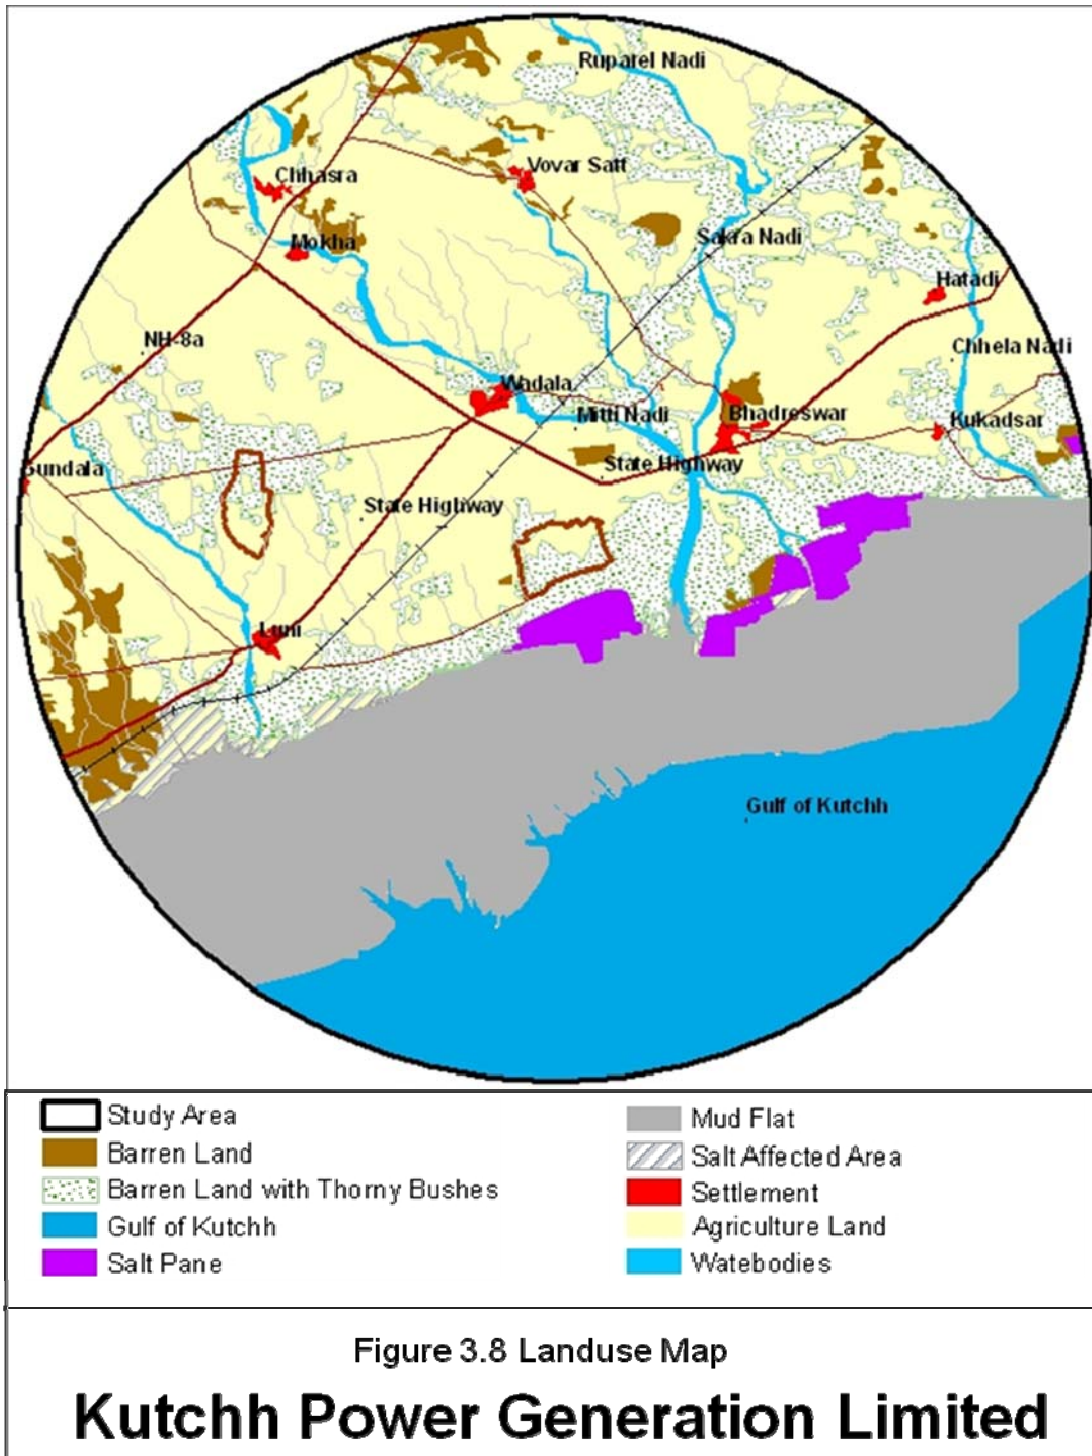 Ruparel Nadi
Vovar Satt
Chhasra
Sakra Nadi
Mokha
Hatadi
NH-8a
Chhela Nadi
Wadala
Mitti Nadi
Bhadreswar
Kukadsar
State Highway
Gundala
State Highway
Luni
Gulf of Kutchh
Study Area
Barren Land
Barren Land with Thorny Bushes
Gulf of Kutchh
Salt Pane
Mud Flat
Salt Affected Area
Settlement
Agriculture Land
Watebodies
Figure 3.8 Landuse Map
Kutchh Power Generation Limited